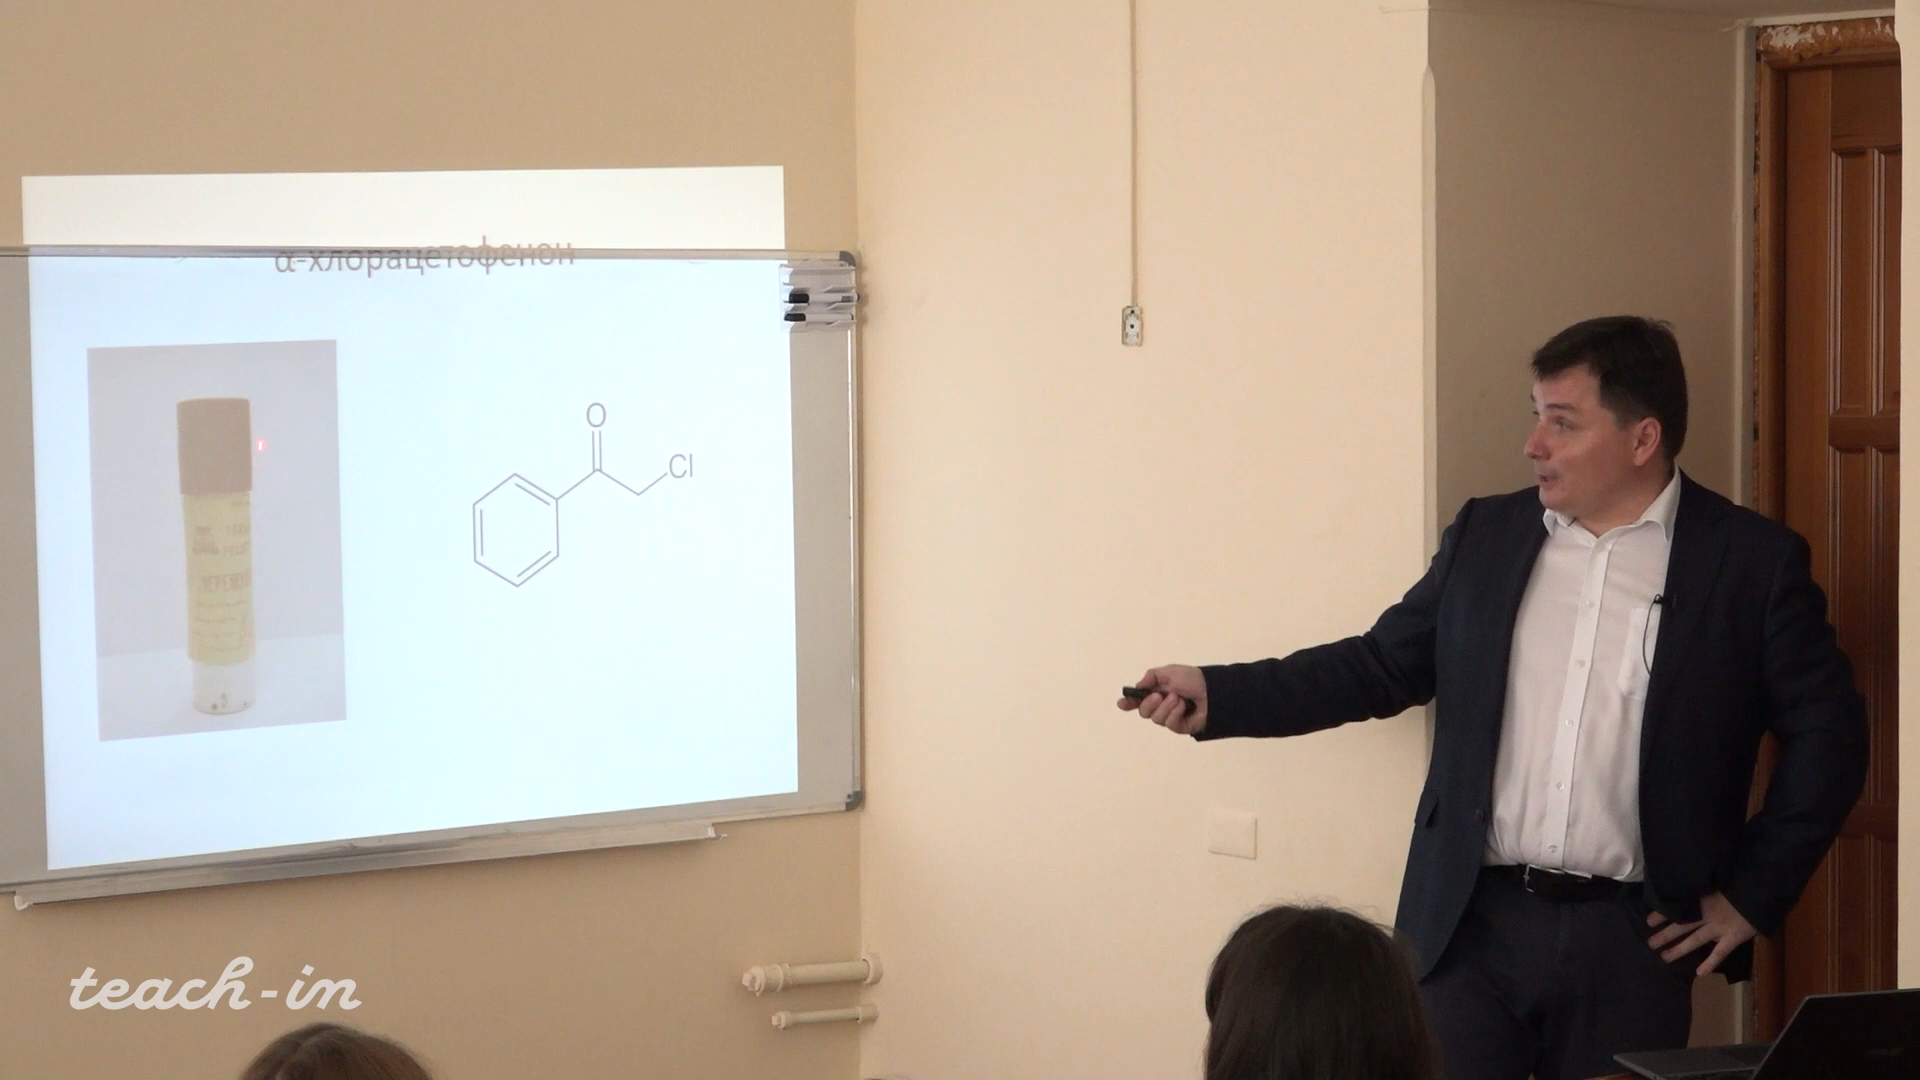 α-хлорацетофенон
O
Cl
teach-in